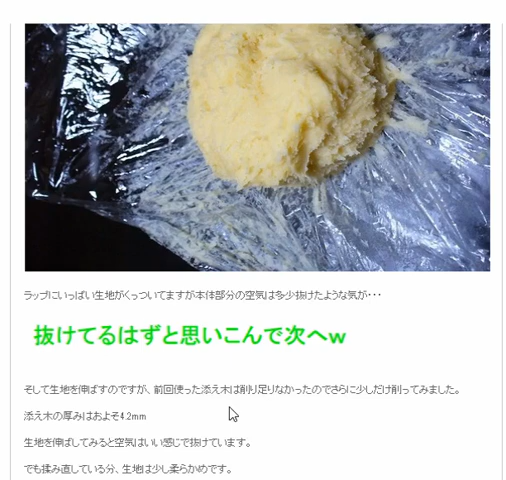 ラップにいっぱい生地がくっついてますが本体部分の空気は多少抜けたような気が・・・
抜けてるはずと思いこんで次へw
そして生地を伸ばすのですが、前回使った添え木は削り足りなかったのでさらに少しだけ削ってみました。
添え木の厚みはおよそ4.2mm
生地を伸ばしてみると空気はいい感じで抜けています。
でも揉み直している分、生地は少し柔らかめです。